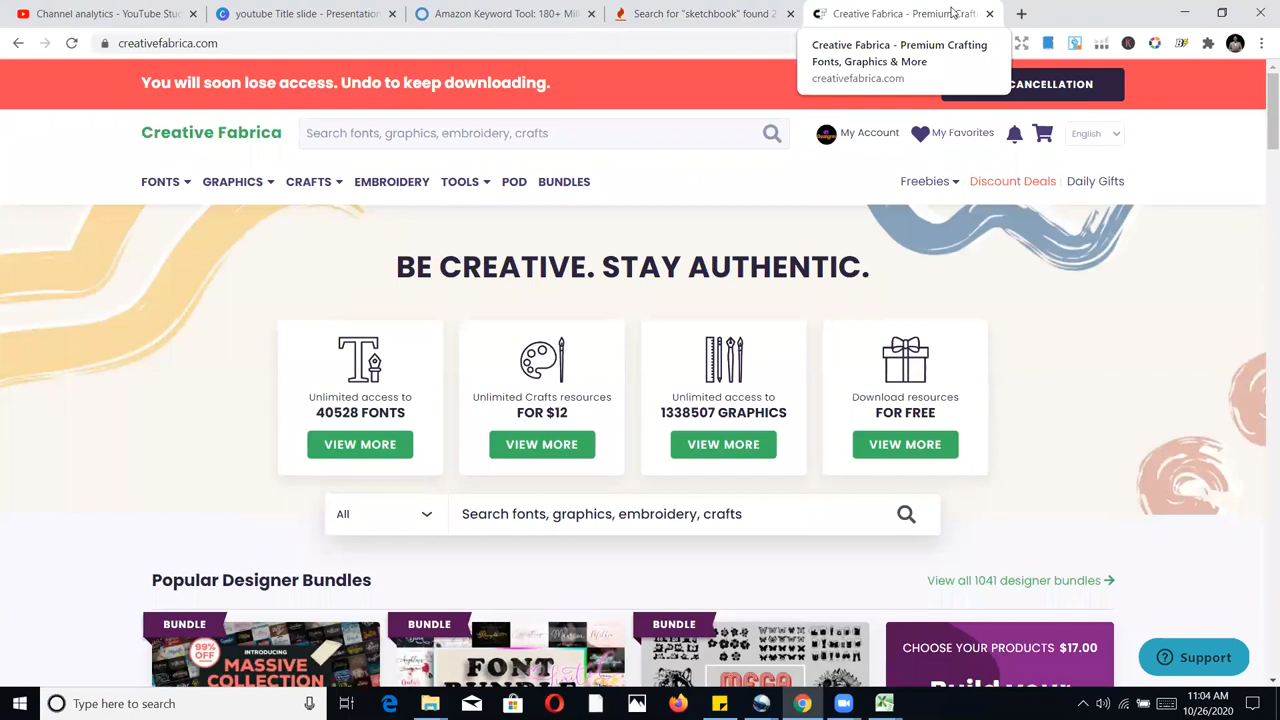 Channel analytics - YouTube Stu
youtube Title slide - Presentation
Amazon Keyword Tool: 180+ Mil
Search for "sketchbook" found 2
Creative Fabrica - Premium Craft
creativefabrica.com
Creative Fabrica - Premium Crafting
Fonts, Graphics & More
creativefabrica.com
You will soon lose access. Undo to keep downloading.
CANCELLATION
Creative Fabrica
Search fonts, graphics, embroidery, crafts
My Account
My Favorites
English
FONTS
GRAPHICS
CRAFTS
EMBROIDERY
TOOLS
POD
BUNDLES
Freebies
Discount Deals
Daily Gifts
BE CREATIVE. STAY AUTHENTIC.
Unlimited access to
40528 FONTS
VIEW MORE
Unlimited Crafts resources
FOR $12
VIEW MORE
Unlimited access to
1338507 GRAPHICS
VIEW MORE
Download resources
FOR FREE
VIEW MORE
All
Search fonts, graphics, embroidery, crafts
Popular Designer Bundles
View all 1041 designer bundles
BUNDLE
99%
OFF
INTRODUCING
MASSIVE
COLLECTION
BUNDLE
FONT
BUNDLE
MEGA
CHOOSE YOUR PRODUCTS $17.00
Build your
Support
Type here to search
11:04 AM
10/26/2020